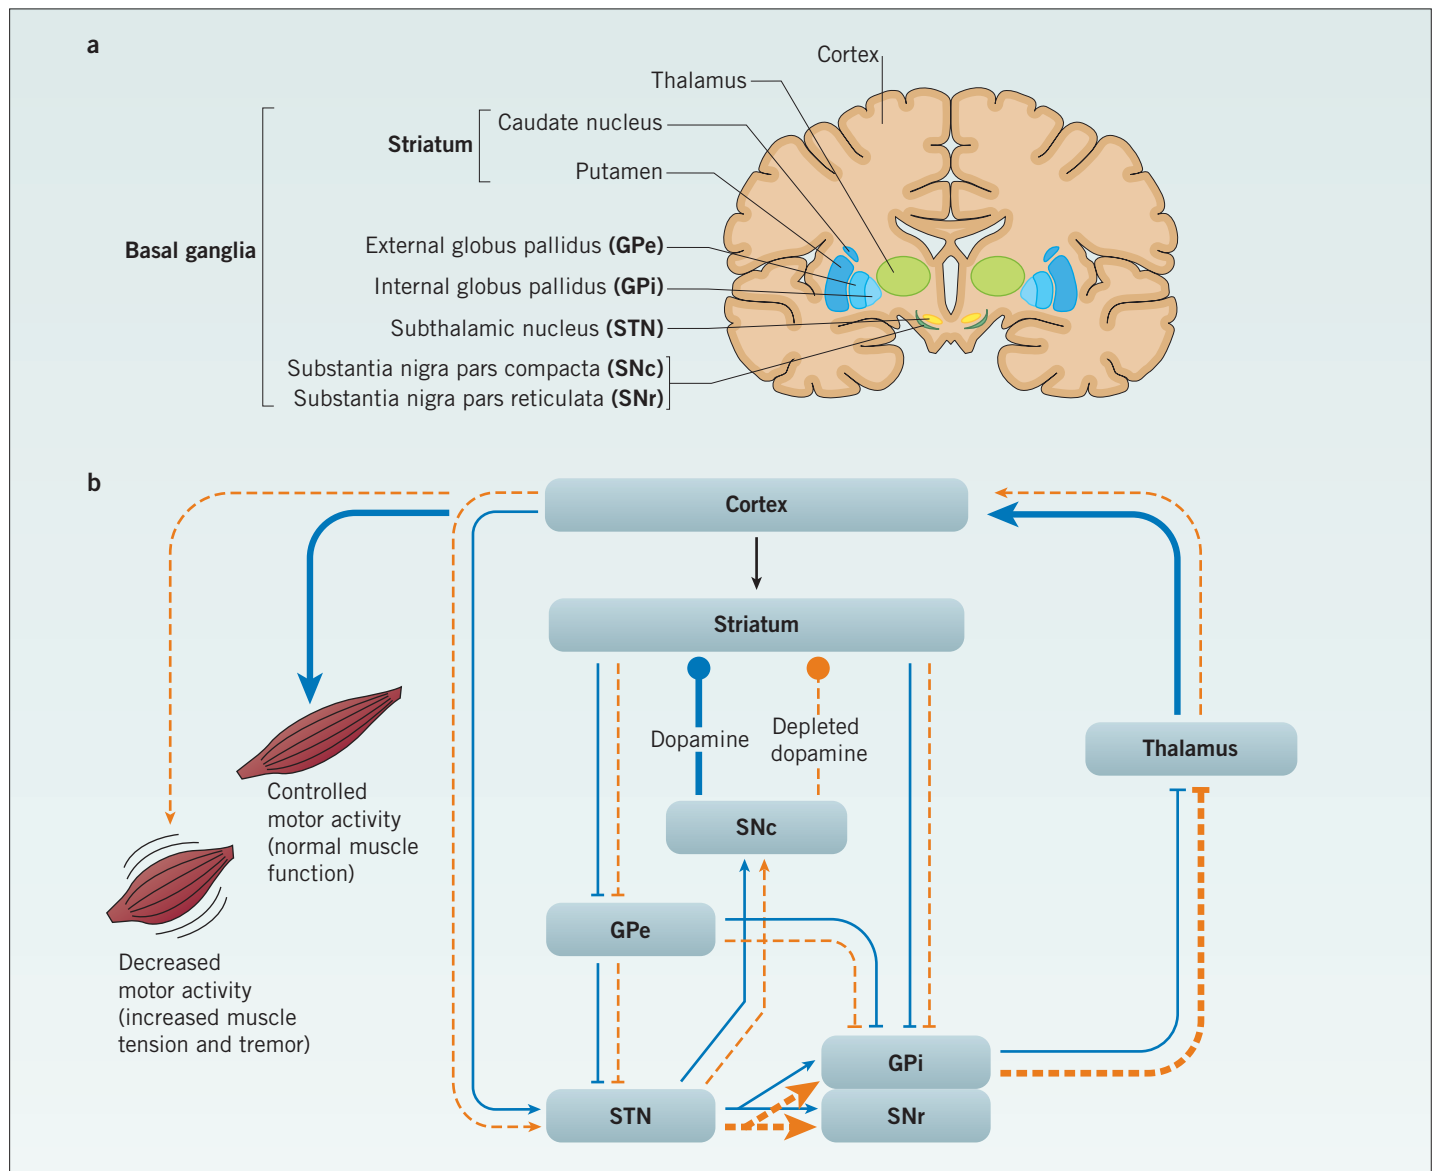 a
Cortex
Thalamus
Caudate nucleus
Striatum
Putamen
External globus pallidus (GPe)
Basal ganglia
Internal globus pallidus (GPi)
Subthalamic nucleus (STN)
Substantia nigra pars compacta (SNc)
Substantia nigra pars reticulata (SNr)
b
Cortex
Striatum
Dopamine
Depleted
dopamine
Thalamus
Controlled
motor activity
(normal muscle
function)
SNc
GPe
Decreased
motor activity
(increased muscle
tension and tremor)
GPi
STN
SNr